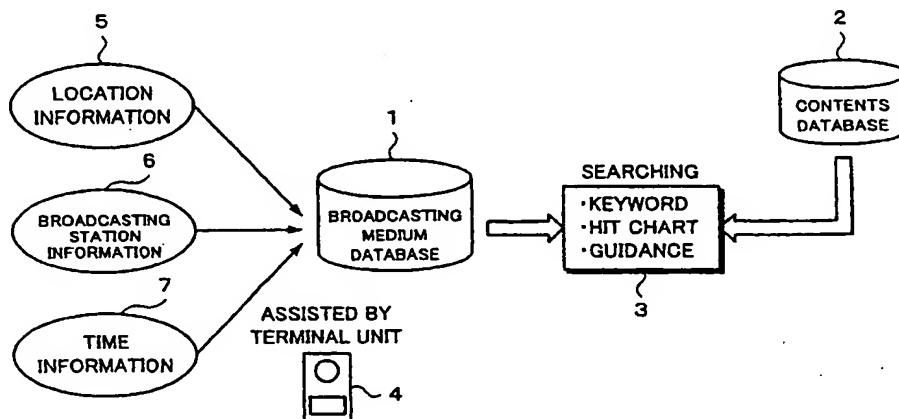 5
LOCATION
INFORMATION
6
BROADCASTING
STATION
INFORMATION
7
TIME
INFORMATION
1
BROADCASTING
MEDIUM
DATABASE
ASSISTED BY
TERMINAL UNIT
4
SEARCHING
·KEYWORD
·HIT CHART
·GUIDANCE
3
2
CONTENTS
DATABASE